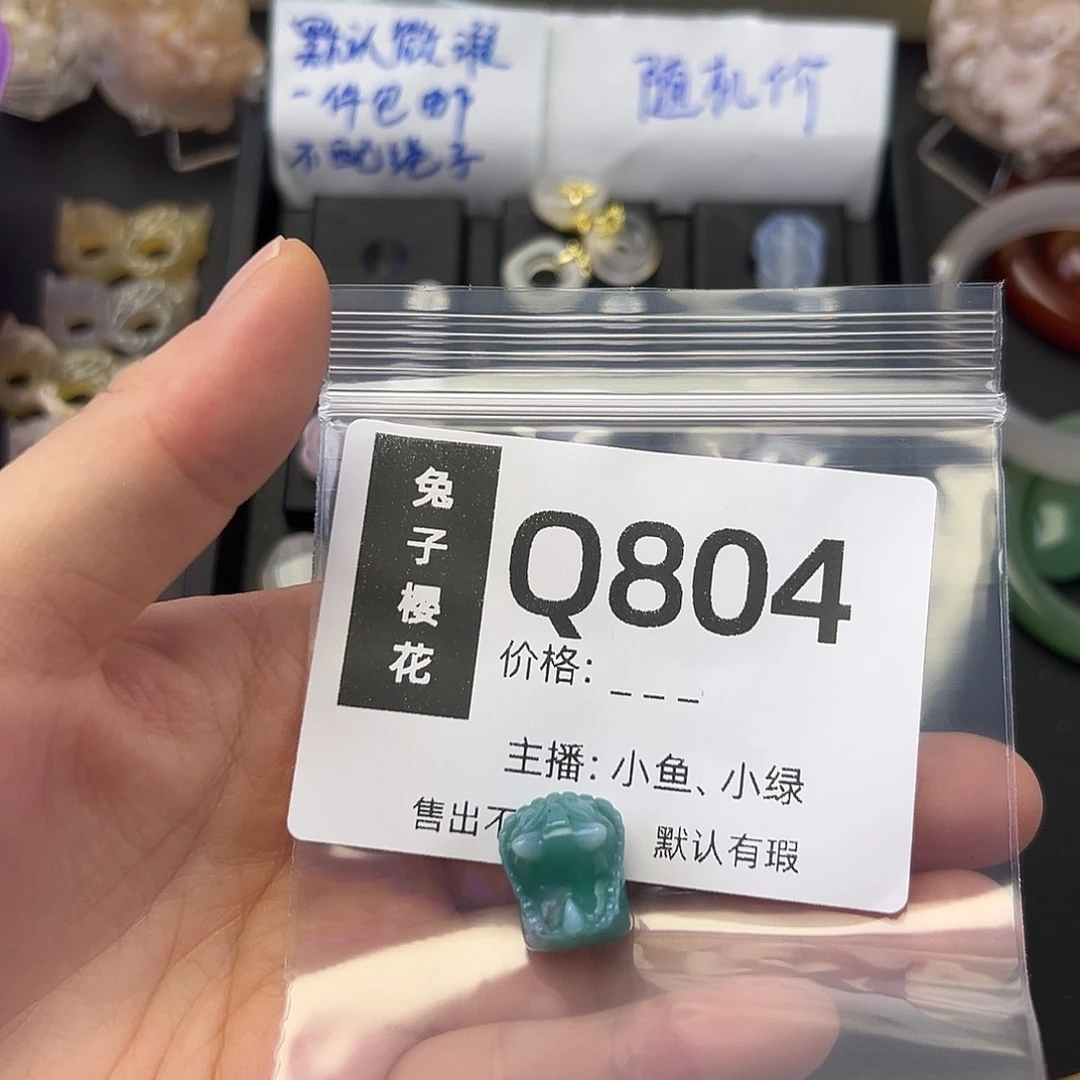 默认微瑕
一件包邮
不配绳子
随机价
兔子樱花
Q804
价格: _ _ _
主播: 小鱼、小绿
售出不
默认有瑕